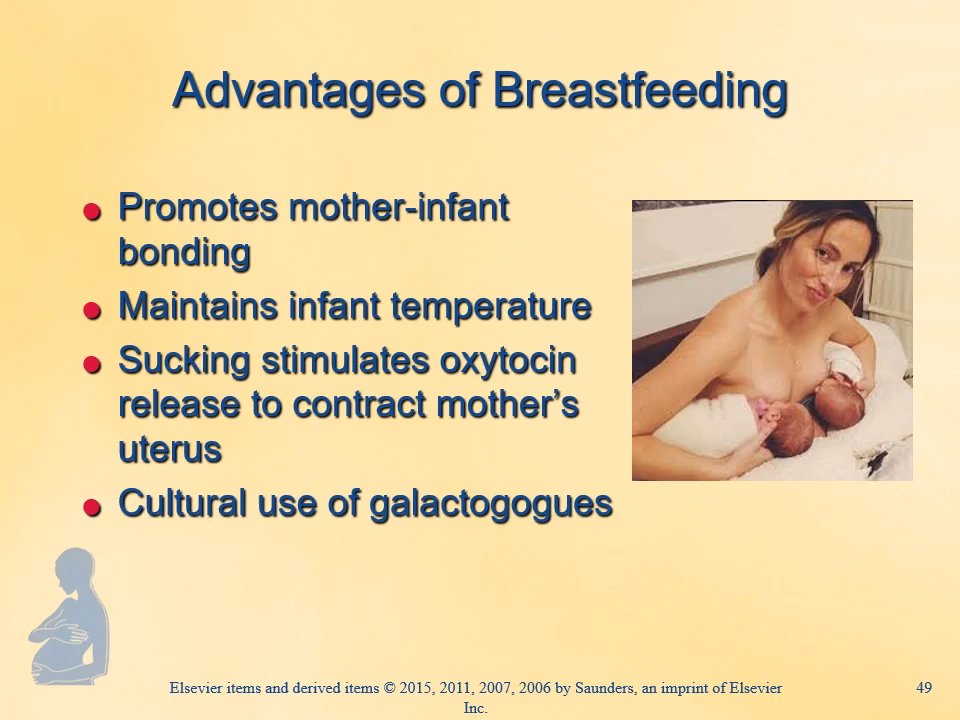 Advantages of Breastfeeding
Promotes mother-infant
bonding
Maintains infant temperature
Sucking stimulates oxytocin
release to contract mother’s
uterus
Cultural use of galactogogues
Elsevier items and derived items © 2015, 2011, 2007, 2006 by Saunders, an imprint of Elsevier
Inc.
49